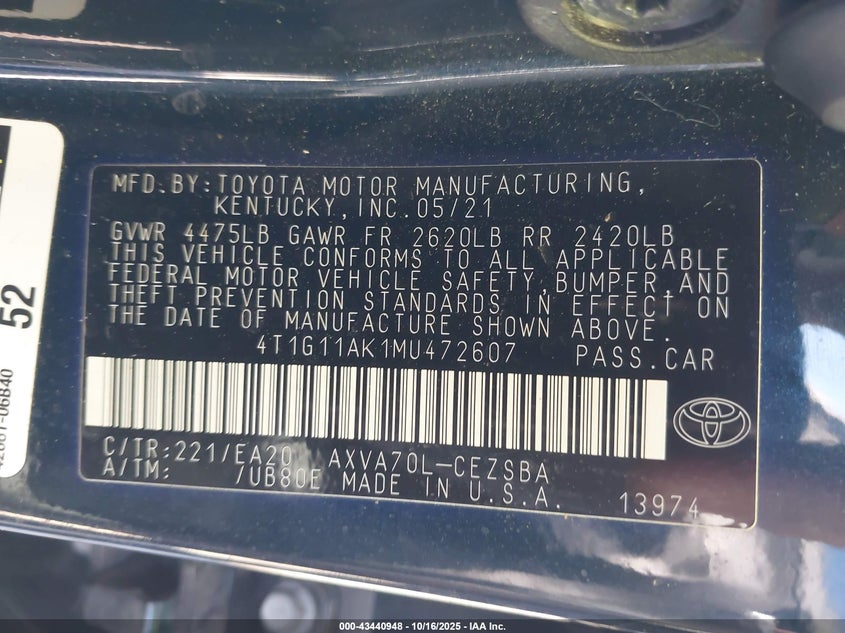 MFD.BY:TOYOTA MOTOR MANUFACTURING,
KENTUCKY,INC.05/21
GVWR 4475LB GAWR FR 2620LB RR 2420LB
THIS VEHICLE CONFORMS TO ALL APPLICABLE
FEDERAL MOTOR VEHICLE SAFETY,BUMPER,AND
THEFT PREVENTION STANDARDS IN EFFECT ON
THE DATE OF MANUFACTURE SHOWN ABOVE.
4T1G11AK1MU472607 PASS.CAR
C/TR:221/EA20 AXVA70L-CEZSBA
A/TM: /UB80E MADE IN U.S.A. 13974
52
000-43440948 - 10/16/2025 - IAA Inc.